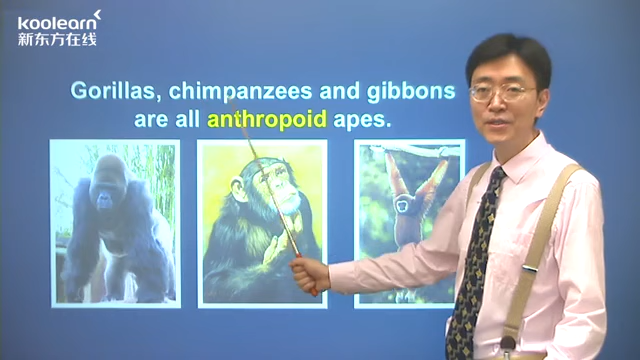 koolearn
新东方在线
Gorillas, chimpanzees and gibbons
are all anthropoid apes.